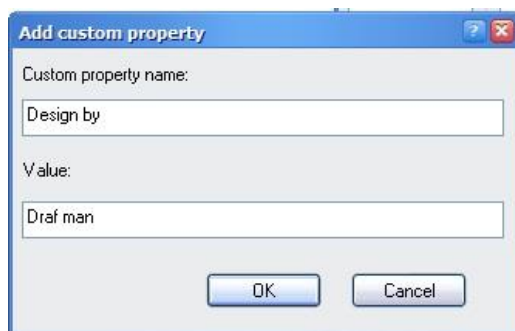 Add custom property
?
Custom property name:
Design by
Value:
Draf man
OK
Cancel